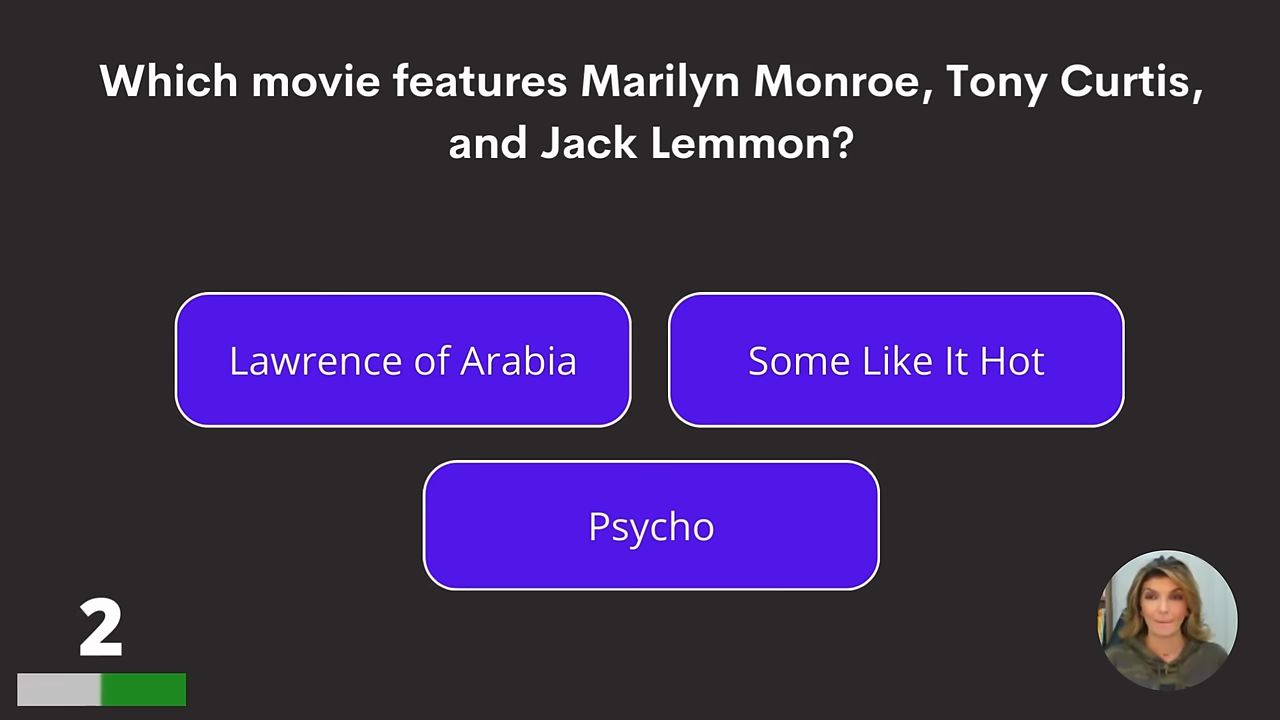 Which movie features Marilyn Monroe, Tony Curtis,
and Jack Lemmon?
Lawrence of Arabia
Some Like It Hot
Psycho
2